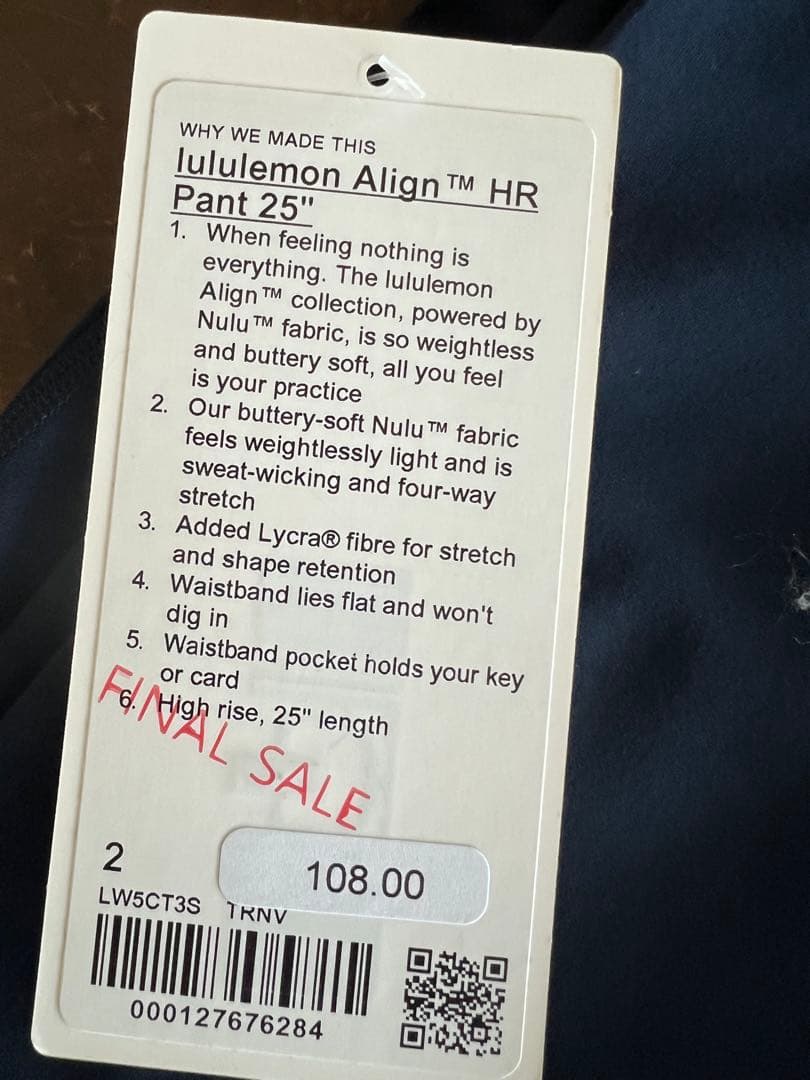 WHY WE MADE THIS
lululemon Align™ HR
Pant 25"
1. When feeling nothing is
everything. The lululemon
Align™ collection, powered by
Nulu™ fabric, is so weightless
and buttery soft, all you feel
is your practice
2. Our buttery-soft Nulu™ fabric
feels weightlessly light and is
sweat-wicking and four-way
stretch
3. Added Lycra® fibre for stretch
and shape retention
4. Waistband lies flat and won't
dig in
5. Waistband pocket holds your key
or card
6. High rise, 25" length
FINAL SALE
2
108.00
LW5CT3S TRNV
000127676284